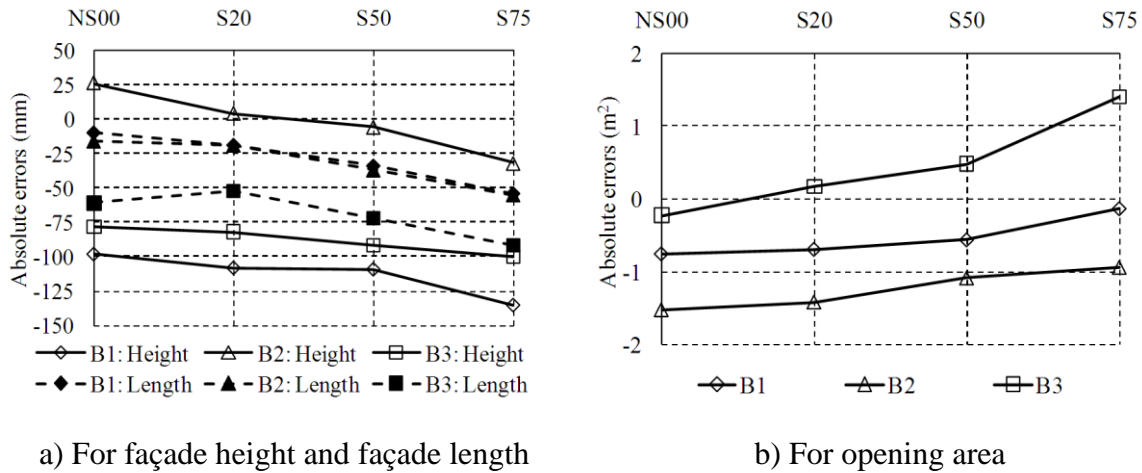 NS00 S20 S50 S75
50
25
0
-25
-50
-75
-100
-125
-150
Absolute errors (mm)
B1: Height B2: Height B3: Height
B1: Length B2: Length B3: Length
a) For façade height and façade length
NS00 S20 S50 S75
2
1
0
-1
-2
Absolute errors (m²)
B1 B2 B3
b) For opening area